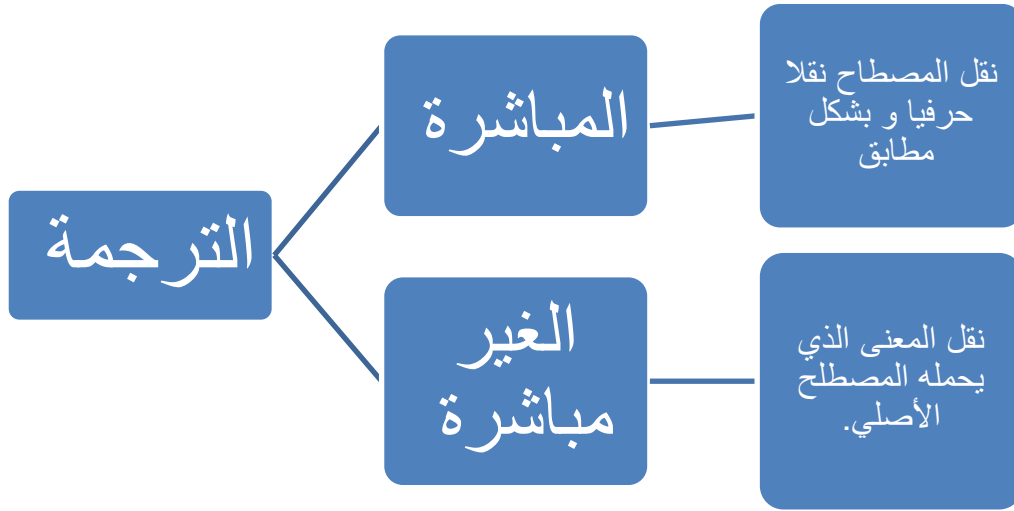 الترجمة
المباشرة
نقل المصطاح نقلا
حرفيا و بشكل
مطابق
الغير
مباشرة
نقل المعنى الذي
يحمله المصطلح
الأصلي.